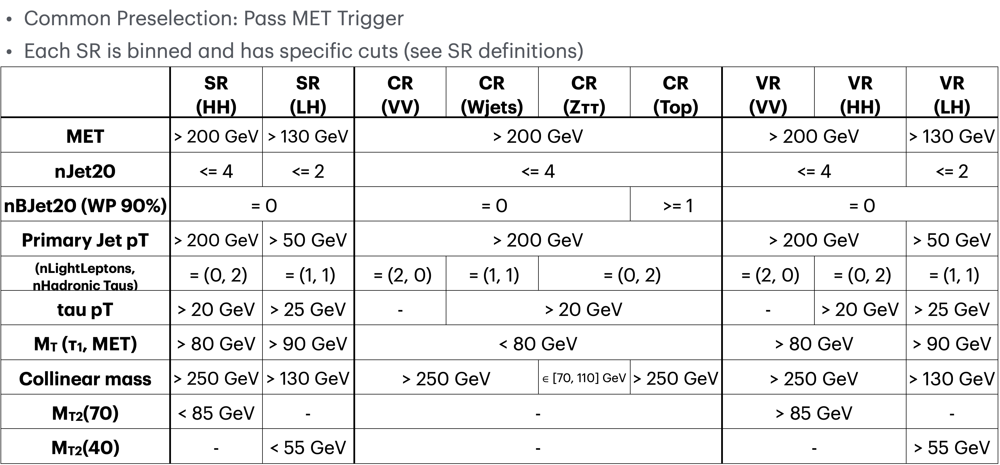 • Common Preselection: Pass MET Trigger
• Each SR is binned and has specific cuts (see SR definitions)
SR (HH) SR (LH) CR (VV) CR (Wjets) CR (Zττ) CR (Top) VR (VV) VR (HH) VR (LH)
MET > 200 GeV > 130 GeV > 200 GeV > 200 GeV > 130 GeV
nJet20 <= 4 <= 2 <= 4 <= 4 <= 2
nBJet20 (WP 90%) = 0 = 0 >= 1 = 0
Primary Jet pT > 200 GeV > 50 GeV > 200 GeV > 200 GeV > 50 GeV
(nLightLeptons, nHadronic Taus) = (0, 2) = (1, 1) = (2, 0) = (1, 1) = (0, 2) = (2, 0) = (0, 2) = (1, 1)
tau pT > 20 GeV > 25 GeV - > 20 GeV - > 20 GeV > 25 GeV
MT (τ1, MET) > 80 GeV > 90 GeV < 80 GeV > 80 GeV > 90 GeV
Collinear mass > 250 GeV > 130 GeV > 250 GeV ∈ [70, 110] GeV > 250 GeV > 250 GeV > 130 GeV
MT2(70) < 85 GeV - - > 85 GeV -
MT2(40) - < 55 GeV - - > 55 GeV